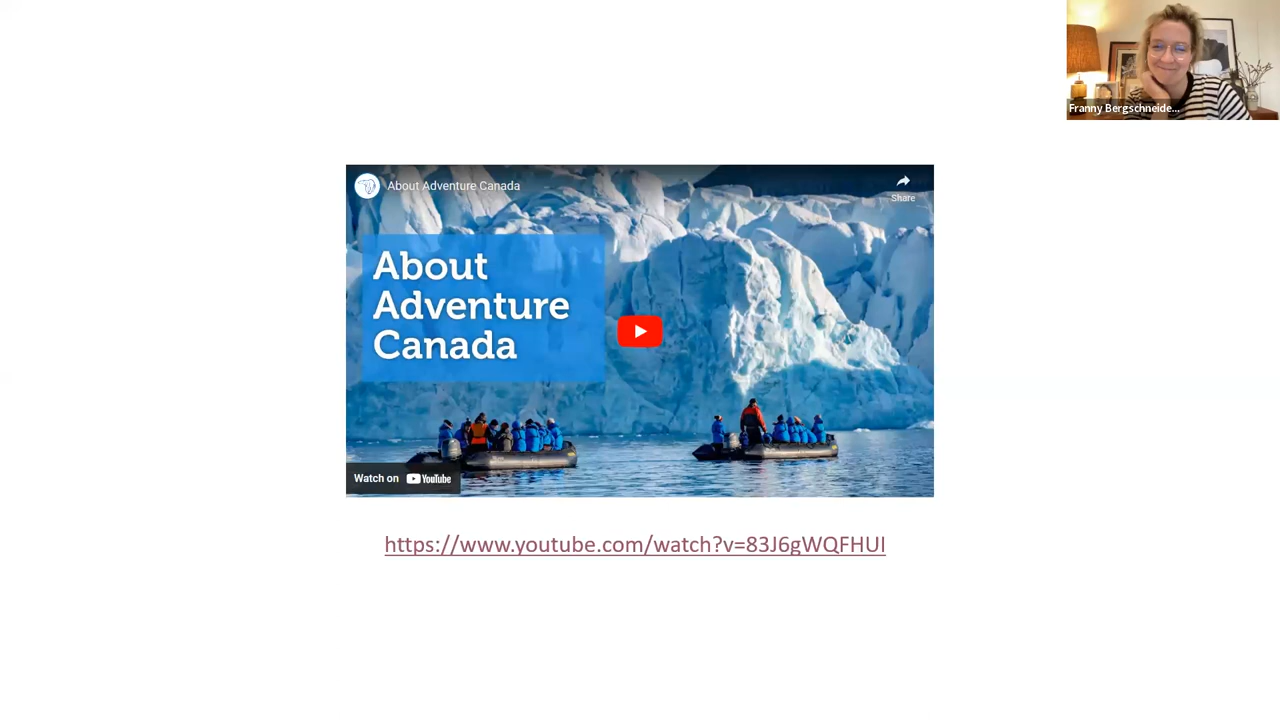 Franny Bergschneide...
About Adventure Canada
Share
About
Adventure
Canada
Watch on YouTube
https://www.youtube.com/watch?v=83J6gWQFHUI